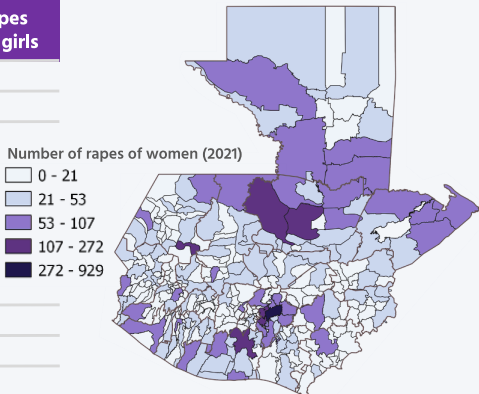 pes
girls
Number of rapes of women (2021)
0 - 21
21 - 53
53 - 107
107 - 272
272 - 929